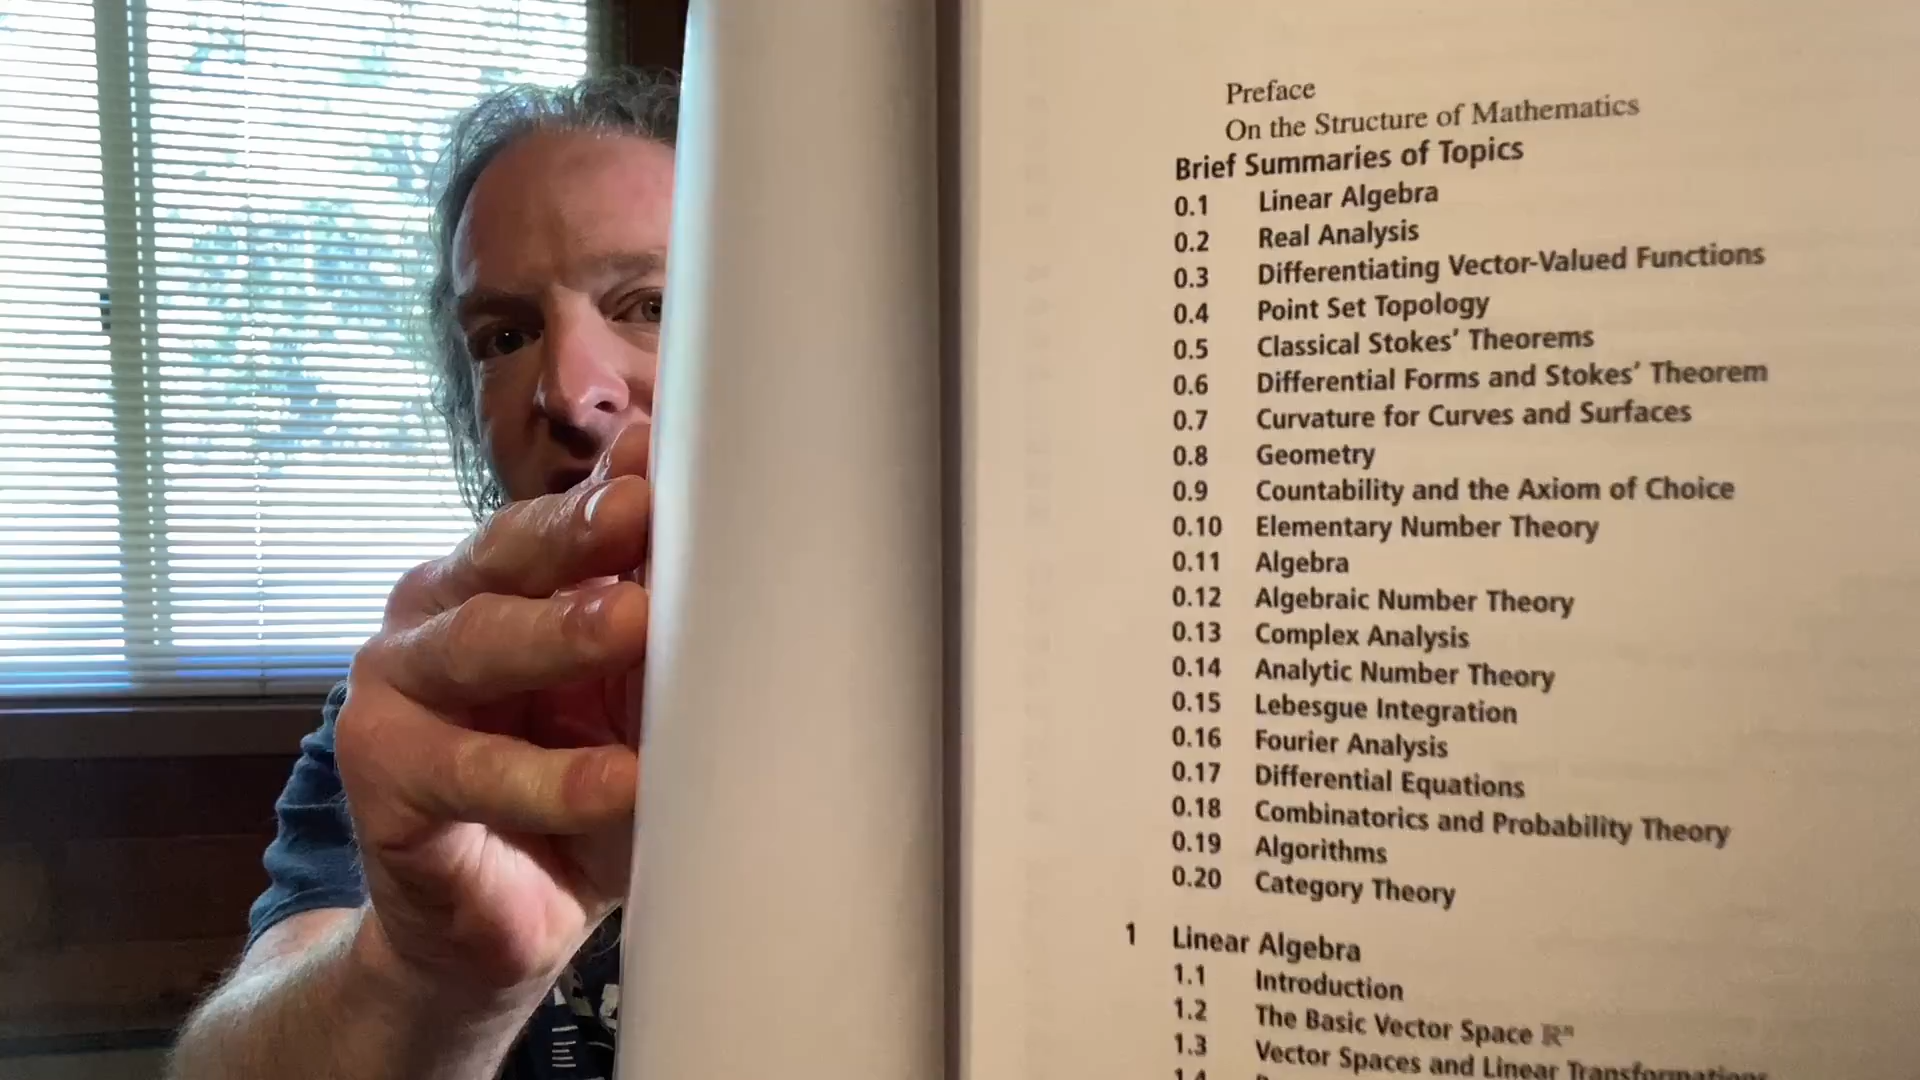 Preface
On the Structure of Mathematics
Brief Summaries of Topics
0.1 Linear Algebra
0.2 Real Analysis
0.3 Differentiating Vector-Valued Functions
0.4 Point Set Topology
0.5 Classical Stokes’ Theorems
0.6 Differential Forms and Stokes’ Theorem
0.7 Curvature for Curves and Surfaces
0.8 Geometry
0.9 Countability and the Axiom of Choice
0.10 Elementary Number Theory
0.11 Algebra
0.12 Algebraic Number Theory
0.13 Complex Analysis
0.14 Analytic Number Theory
0.15 Lebesgue Integration
0.16 Fourier Analysis
0.17 Differential Equations
0.18 Combinatorics and Probability Theory
0.19 Algorithms
0.20 Category Theory
1 Linear Algebra
1.1 Introduction
1.2 The Basic Vector Space ℝⁿ
1.3 Vector Spaces and Linear Transformations
1.4